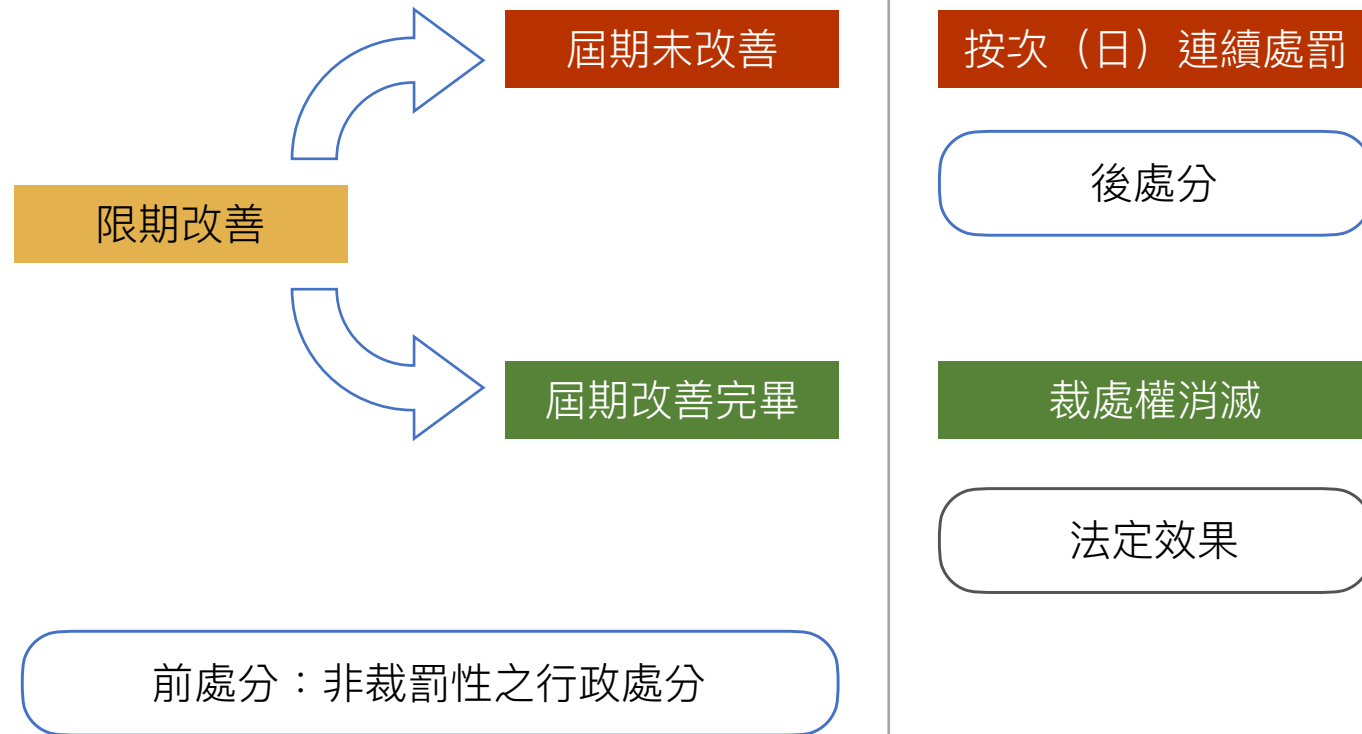 屆期未改善
按次（日）連續處罰
後處分
限期改善
屆期改善完畢
裁處權消滅
法定效果
前處分：非裁罰性之行政處分